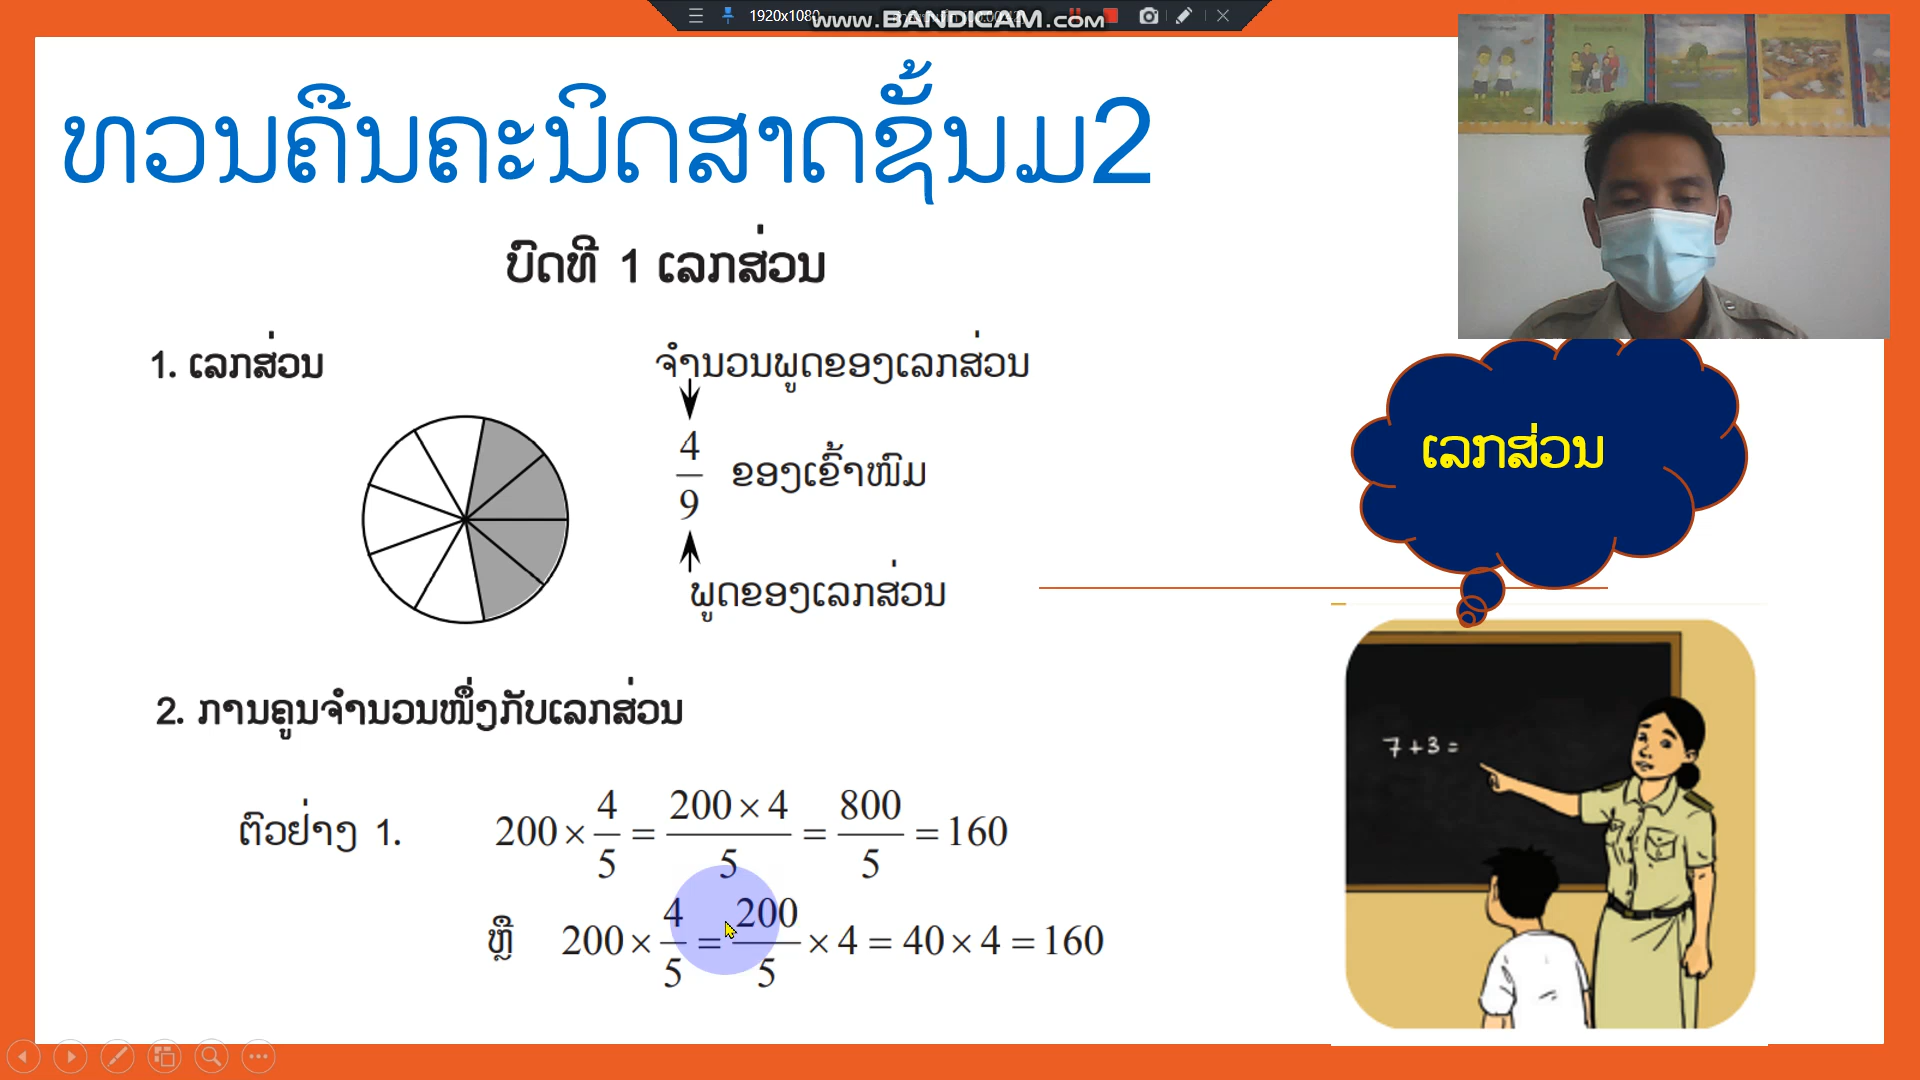 1920x1080
www.BANDICAM.com
ທວນຄືນຄະນິດສາດຊັ້ນມ2
ບົດທີ 1 ເລກສ່ວນ
1. ເລກສ່ວນ
ຈຳນວນພູດຂອງເລກສ່ວນ
4/9 ຂອງເຂົ້າໜົມ
ພູດຂອງເລກສ່ວນ
ເລກສ່ວນ
7+3=
2. ການຄູນຈຳນວນໜຶ່ງກັບເລກສ່ວນ
ຕົວຢ່າງ 1. 200 × 4/5 = 200 × 4/5 = 800/5 = 160
ຫຼື 200 × 4/5 = 200/5 × 4 = 40 × 4 = 160